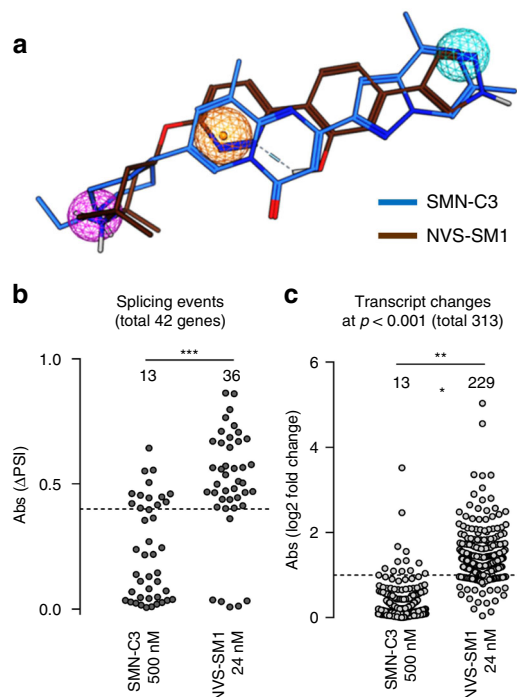 a
SMN-C3
NVS-SM1
b
Splicing events
(total 42 genes)
***
13
36
1.0
0.5
0.0
Abs (ΔPSI)
SMN-C3
500 nM
NVS-SM1
24 nM
c
Transcript changes
at p < 0.001 (total 313)
**
13
*
229
6
4
2
0
Abs (log2 fold change)
SMN-C3
500 nM
NVS-SM1
24 nM